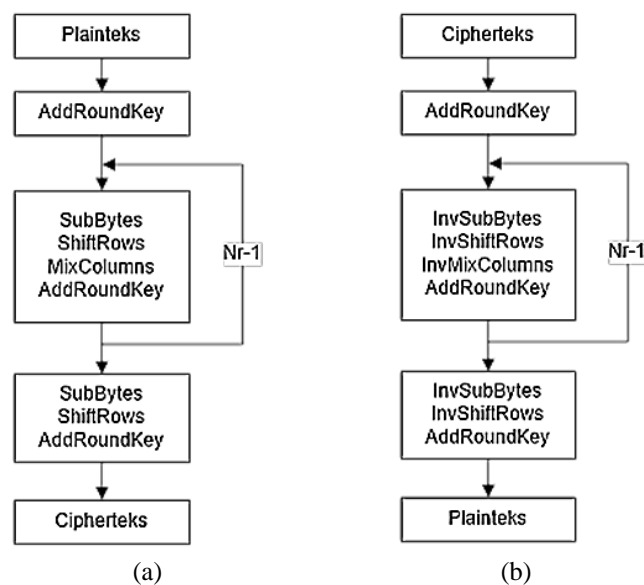 Plainteks
AddRoundKey
SubBytes
ShiftRows
MixColumns
AddRoundKey
Nr-1
SubBytes
ShiftRows
AddRoundKey
Cipherteks
(a)
Cipherteks
AddRoundKey
InvSubBytes
InvShiftRows
InvMixColumns
AddRoundKey
Nr-1
InvSubBytes
InvShiftRows
AddRoundKey
Plainteks
(b)